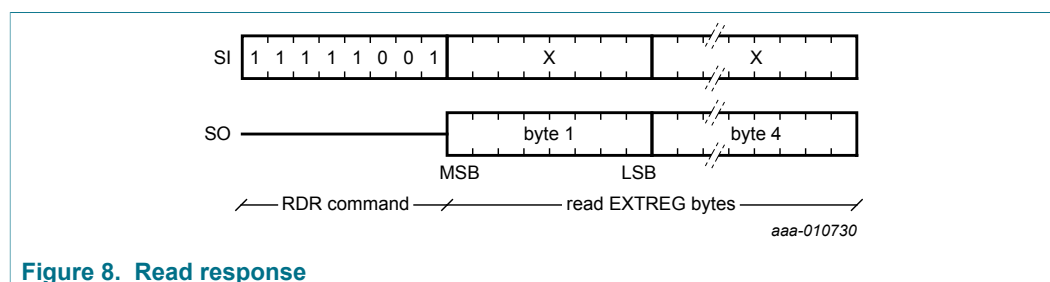 SI 1 1 1 1 1 0 0 1 X X
SO byte 1 byte 4
MSB LSB
RDR command read EXTREG bytes
aaa-010730
Figure 8. Read response